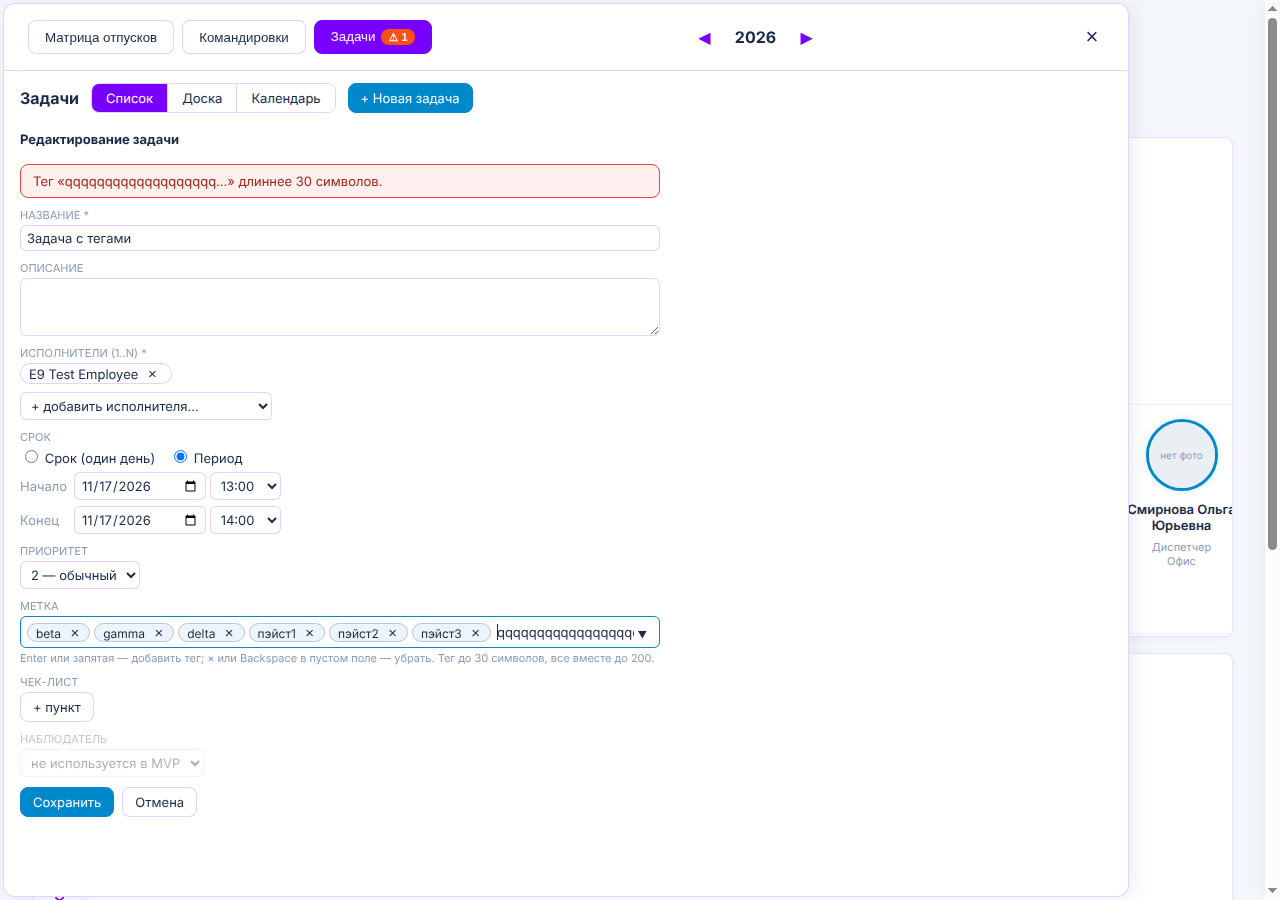 Матрица отпусков Командировки Задачи ⚠ 1 ◀ 2026 ▶ ×
Задачи Список Доска Календарь + Новая задача
Редактирование задачи
Тег «qqqqqqqqqqqqqqqqqqq…» длиннее 30 символов.
НАЗВАНИЕ *
Задача с тегами
ОПИСАНИЕ
ИСПОЛНИТЕЛИ (1..N) *
E9 Test Employee ×
+ добавить исполнителя...
СРОК
Срок (один день) Период
Начало 11/17/2026 13:00
Конец 11/17/2026 14:00
ПРИОРИТЕТ
2 — обычный
МЕТКА
beta × gamma × delta × пэйст1 × пэйст2 × пэйст3 × qqqqqqqqqqqqqqqqq
Enter или запятая — добавить тег; × или Backspace в пустом поле — убрать. Тег до 30 символов, все вместе до 200.
ЧЕК-ЛИСТ
+ пункт
НАБЛЮДАТЕЛЬ
не используется в MVP
Сохранить Отмена
нет фото
Смирнова Ольга
Юрьевна
Диспетчер
Офис